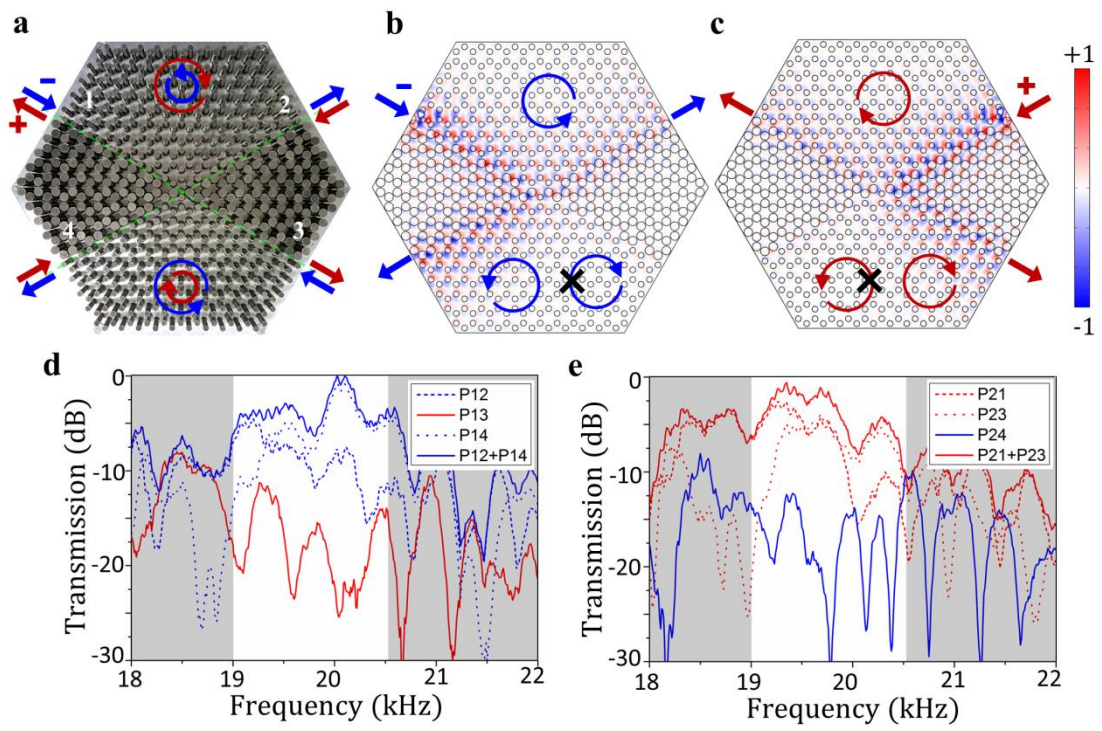 a
b
c
−
+
1
2
3
4
−
+
+1
-1
d
e
0
-10
-20
-30
18
19
20
21
22
Transmission (dB)
Frequency (kHz)
P12
P13
P14
P12+P14
0
-10
-20
-30
18
19
20
21
22
Transmission (dB)
Frequency (kHz)
P21
P23
P24
P21+P23